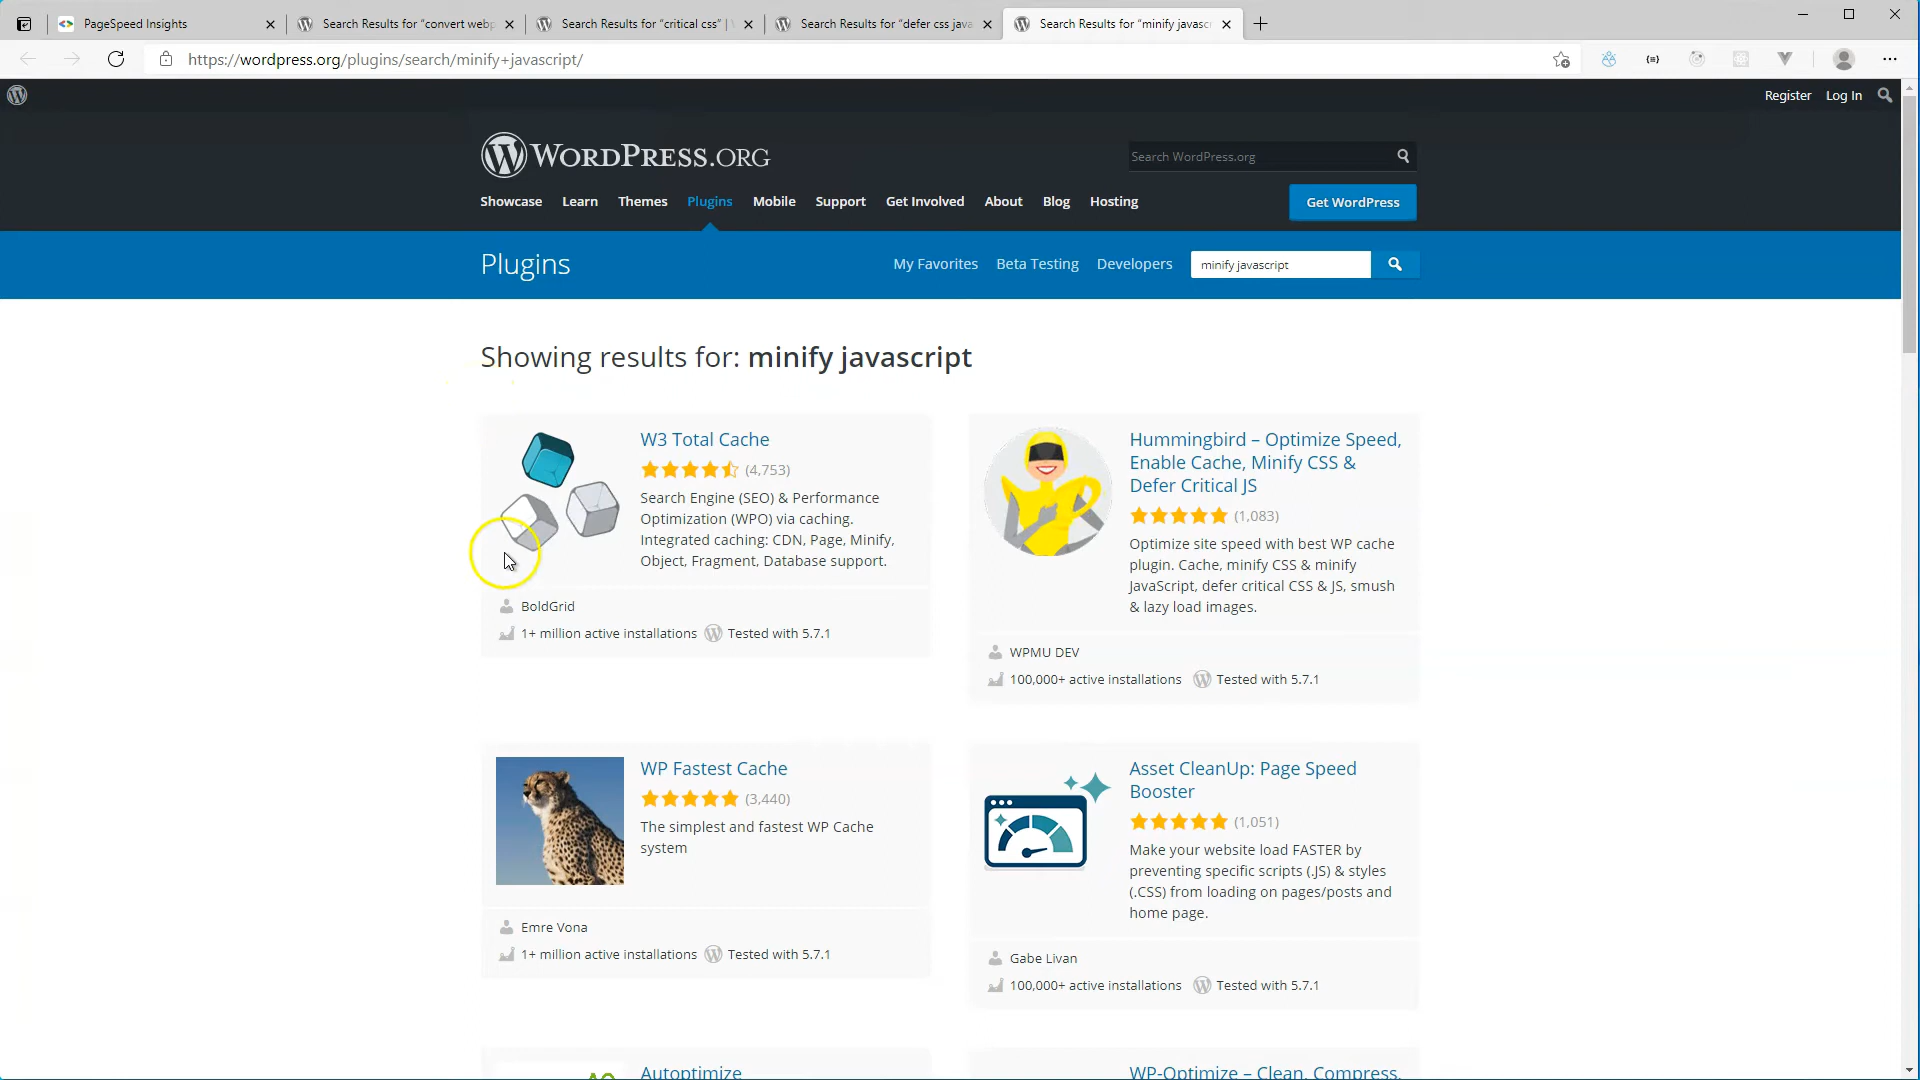 PageSpeed Insights
Search Results for “convert webp
Search Results for “critical css” |
Search Results for “defer css java
Search Results for “minify javascr
https://wordpress.org/plugins/search/minify+javascript/
Register
Log In
WORDPRESS.ORG
Search WordPress.org
Showcase
Learn
Themes
Plugins
Mobile
Support
Get Involved
About
Blog
Hosting
Get WordPress
Plugins
My Favorites
Beta Testing
Developers
minify javascript
Showing results for: minify javascript
W3 Total Cache
(4,753)
Search Engine (SEO) & Performance
Optimization (WPO) via caching.
Integrated caching: CDN, Page, Minify,
Object, Fragment, Database support.
BoldGrid
1+ million active installations
Tested with 5.7.1
Hummingbird – Optimize Speed,
Enable Cache, Minify CSS &
Defer Critical JS
(1,083)
Optimize site speed with best WP cache
plugin. Cache, minify CSS & minify
JavaScript, defer critical CSS & JS, smush
& lazy load images.
WPMU DEV
100,000+ active installations
Tested with 5.7.1
WP Fastest Cache
(3,440)
The simplest and fastest WP Cache
system
Emre Vona
1+ million active installations
Tested with 5.7.1
Asset CleanUp: Page Speed
Booster
(1,051)
Make your website load FASTER by
preventing specific scripts (.JS) & styles
(.CSS) from loading on pages/posts and
home page.
Gabe Livan
100,000+ active installations
Tested with 5.7.1
Autoptimize
WP-Optimize – Clean, Compress,